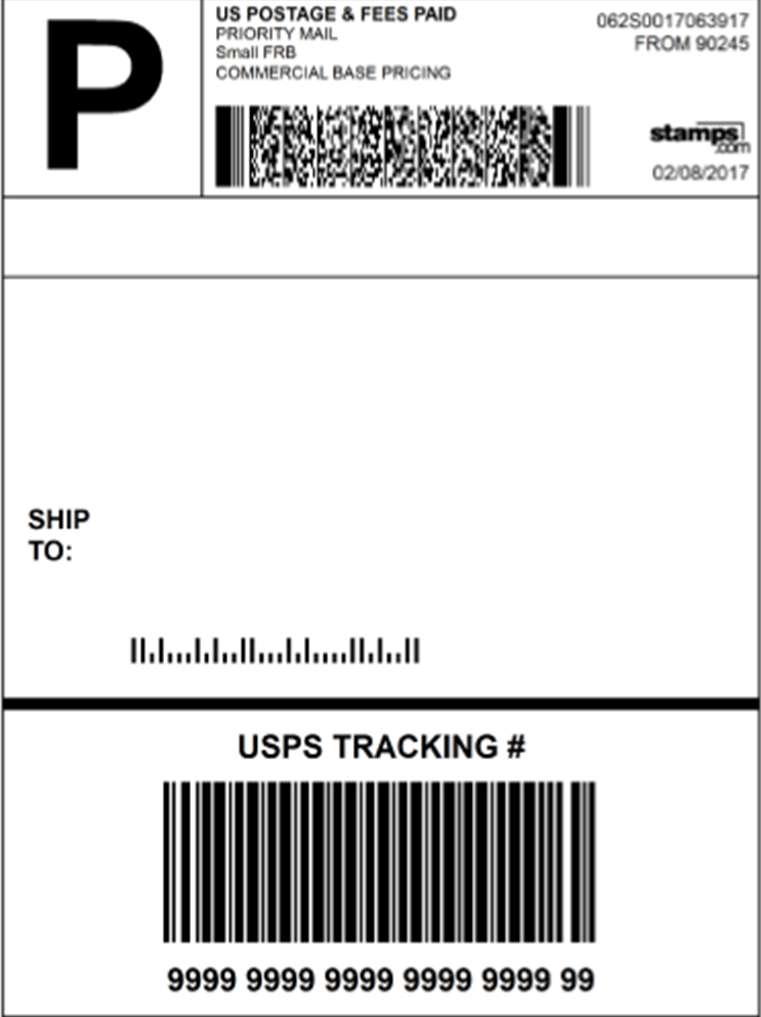 P
US POSTAGE & FEES PAID
PRIORITY MAIL
Small FRB
COMMERCIAL BASE PRICING
062S0017063917
FROM 90245
stamps
.com
02/08/2017
SHIP
TO:
USPS TRACKING #
9999 9999 9999 9999 9999 99